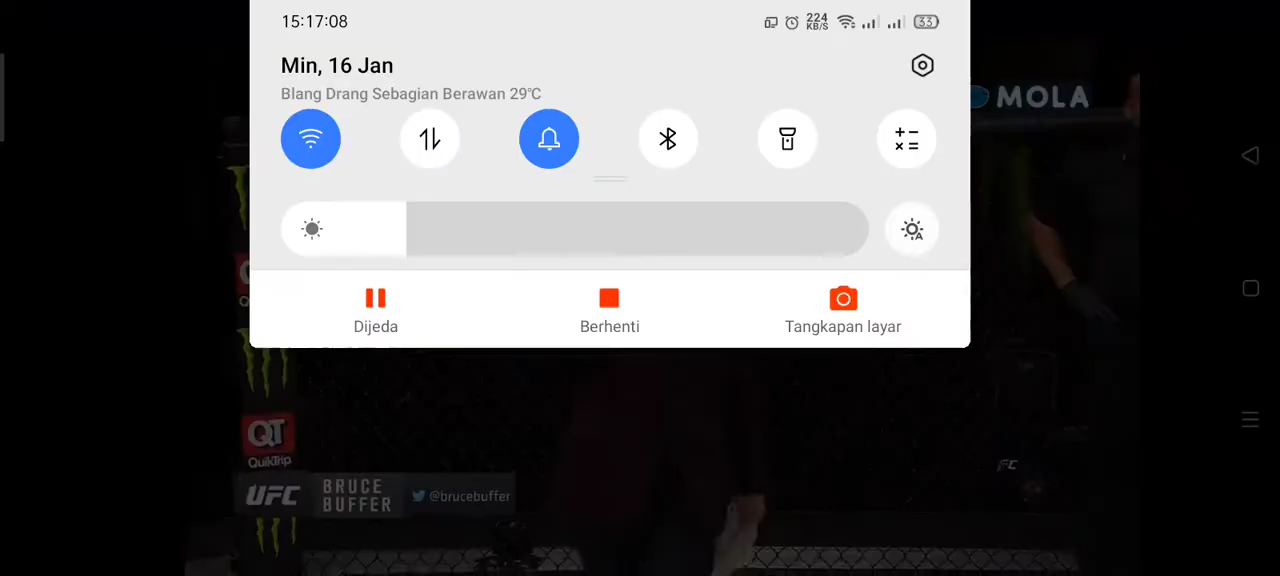 15:17:08
224
KB/S
33
Min, 16 Jan
Blang Drang Sebagian Berawan 29℃
MOLA
Dijeda
Berhenti
Tangkapan layar
QT
QuikTrip
UFC
BRUCE
BUFFER
@brucebuffer